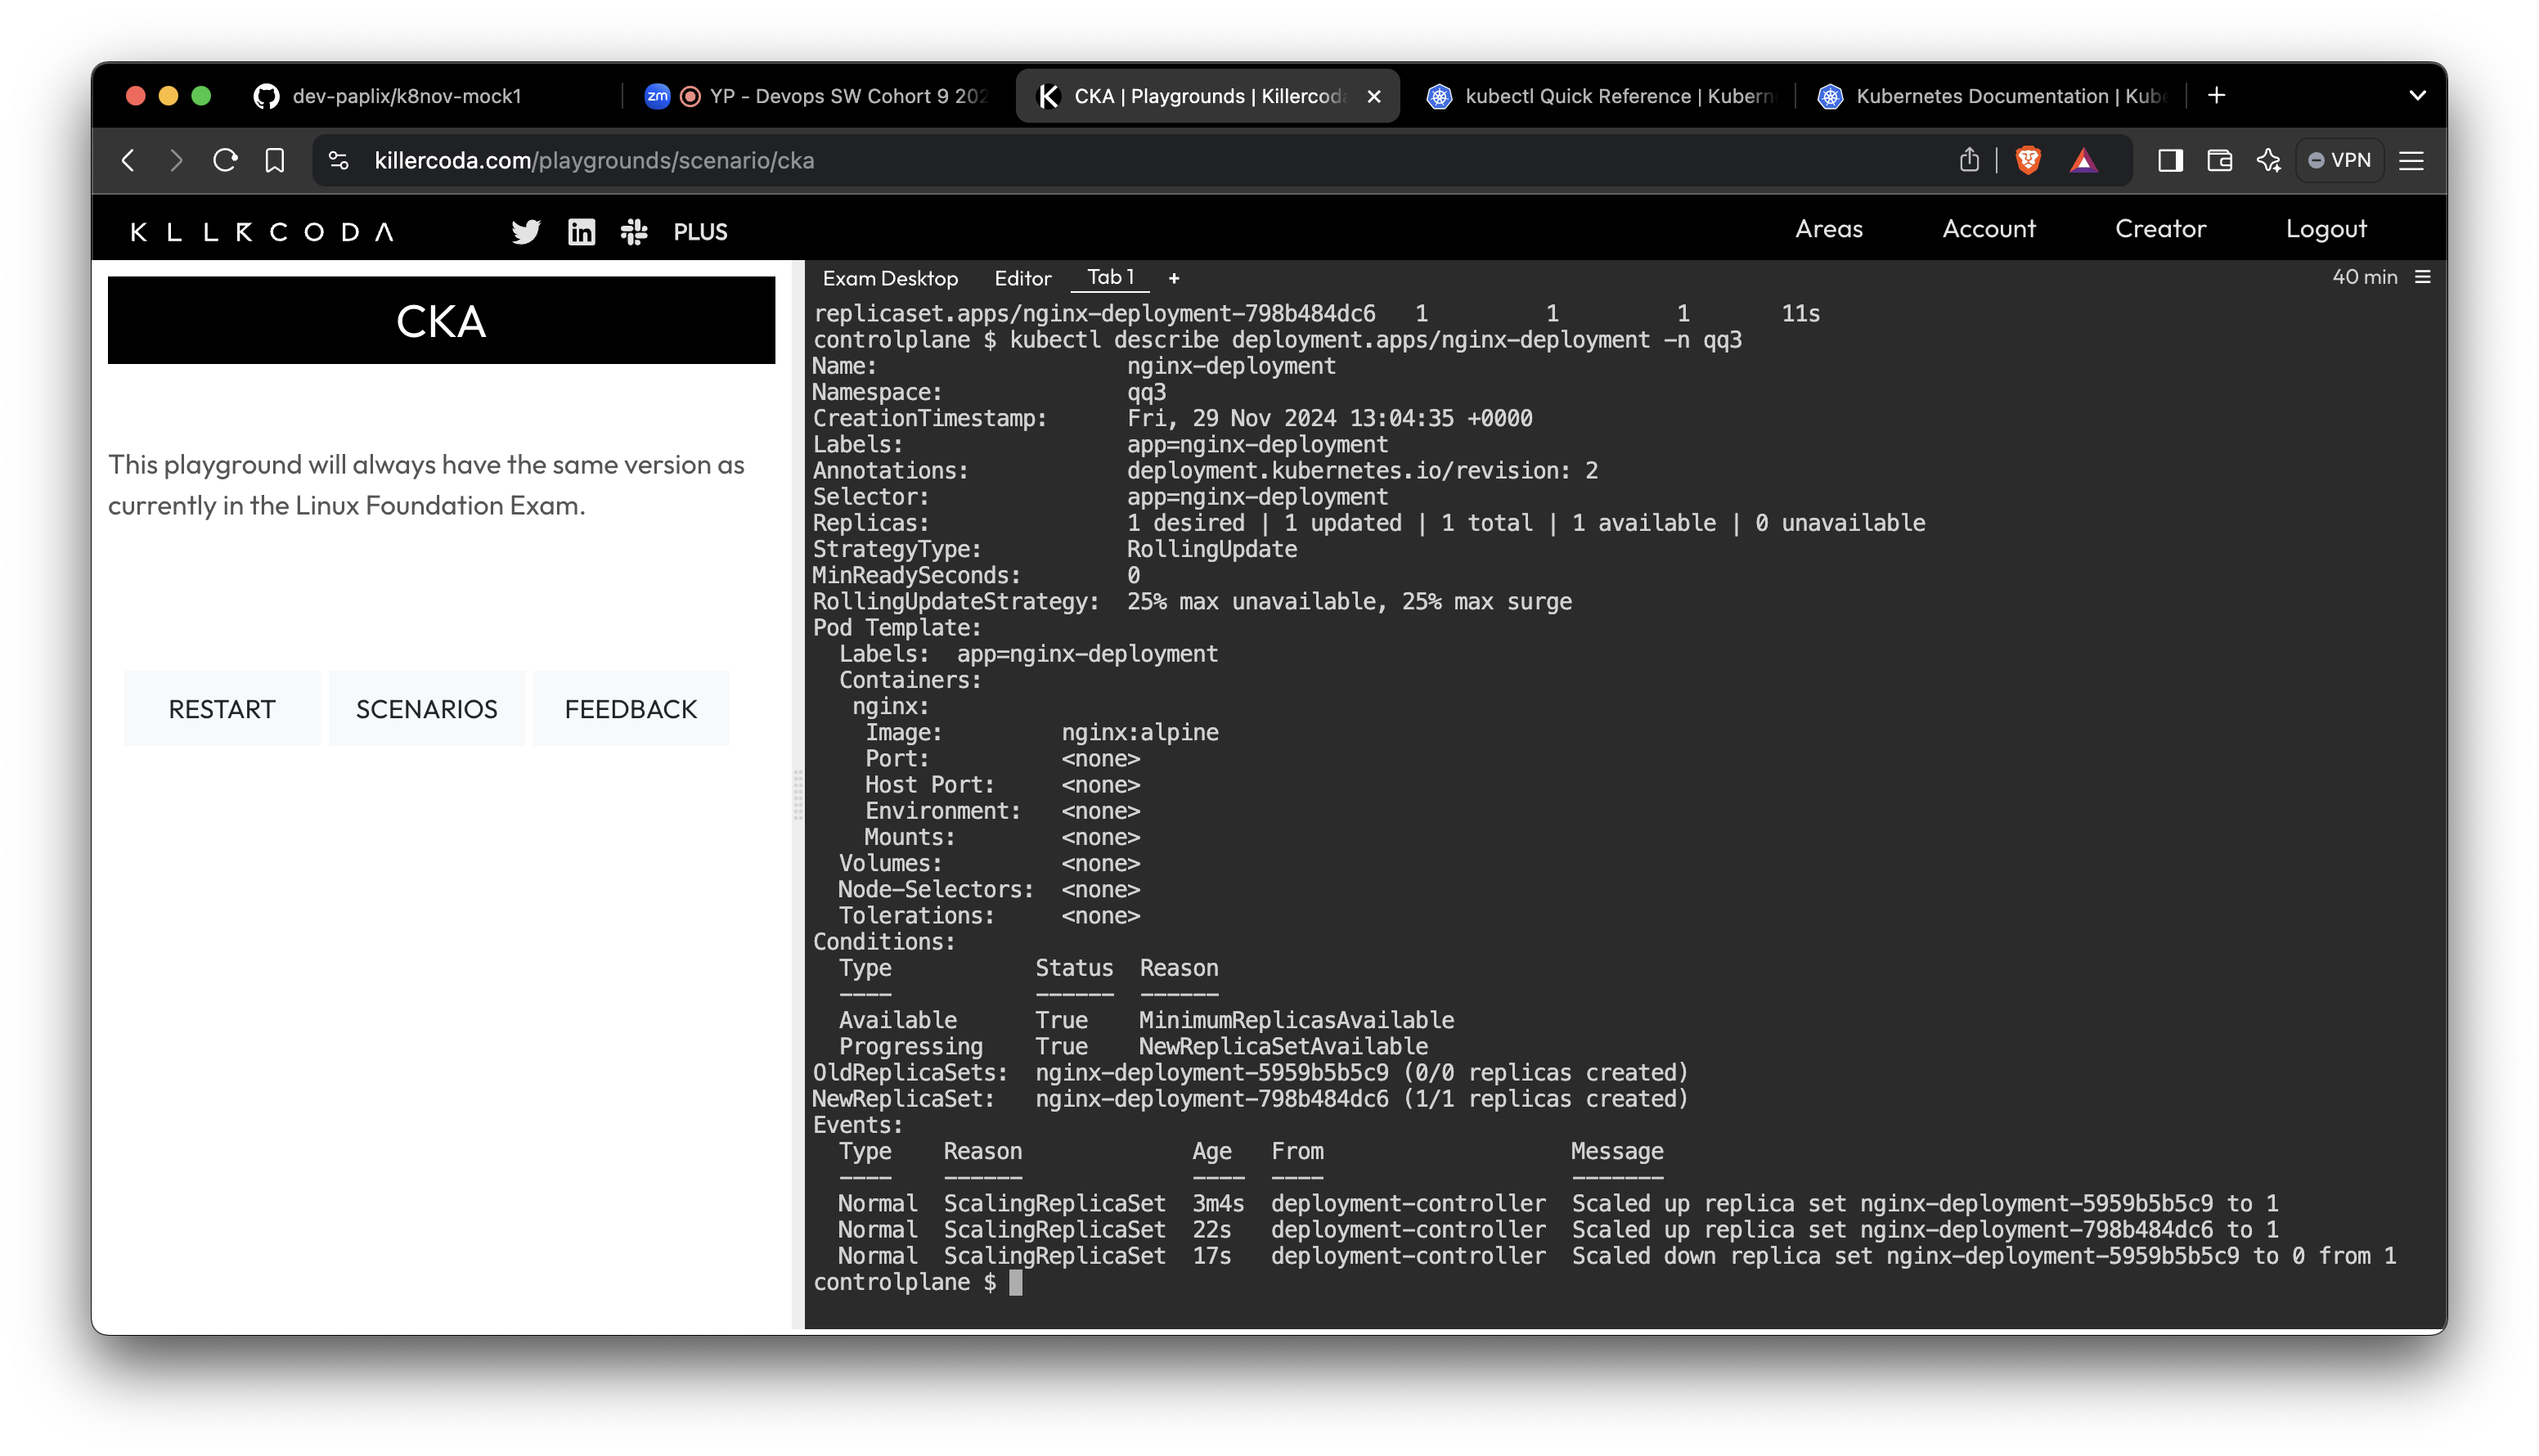 dev-paplix/k8nov-mock1
zm YP - Devops SW Cohort 9 202
CKA | Playgrounds | Killercoda
kubectl Quick Reference | Kubern
Kubernetes Documentation | Kube
killercoda.com/playgrounds/scenario/cka
VPN
KLLRCODA
in
PLUS
Areas
Account
Creator
Logout
CKA
This playground will always have the same version as
currently in the Linux Foundation Exam.
RESTART
SCENARIOS
FEEDBACK
Exam Desktop Editor Tab 1 +
40 min
replicaset.apps/nginx-deployment-798b484dc6 1 1 1 11s
controlplane $ kubectl describe deployment.apps/nginx-deployment -n qq3
Name: nginx-deployment
Namespace: qq3
CreationTimestamp: Fri, 29 Nov 2024 13:04:35 +0000
Labels: app=nginx-deployment
Annotations: deployment.kubernetes.io/revision: 2
Selector: app=nginx-deployment
Replicas: 1 desired | 1 updated | 1 total | 1 available | 0 unavailable
StrategyType: RollingUpdate
MinReadySeconds: 0
RollingUpdateStrategy: 25% max unavailable, 25% max surge
Pod Template:
Labels: app=nginx-deployment
Containers:
nginx:
Image: nginx:alpine
Port: <none>
Host Port: <none>
Environment: <none>
Mounts: <none>
Volumes: <none>
Node-Selectors: <none>
Tolerations: <none>
Conditions:
Type Status Reason
---- ------ ------
Available True MinimumReplicasAvailable
Progressing True NewReplicaSetAvailable
OldReplicaSets: nginx-deployment-5959b5b5c9 (0/0 replicas created)
NewReplicaSet: nginx-deployment-798b484dc6 (1/1 replicas created)
Events:
Type Reason Age From Message
---- ------ ---- ---- -------
Normal ScalingReplicaSet 3m4s deployment-controller Scaled up replica set nginx-deployment-5959b5b5c9 to 1
Normal ScalingReplicaSet 22s deployment-controller Scaled up replica set nginx-deployment-798b484dc6 to 1
Normal ScalingReplicaSet 17s deployment-controller Scaled down replica set nginx-deployment-5959b5b5c9 to 0 from 1
controlplane $